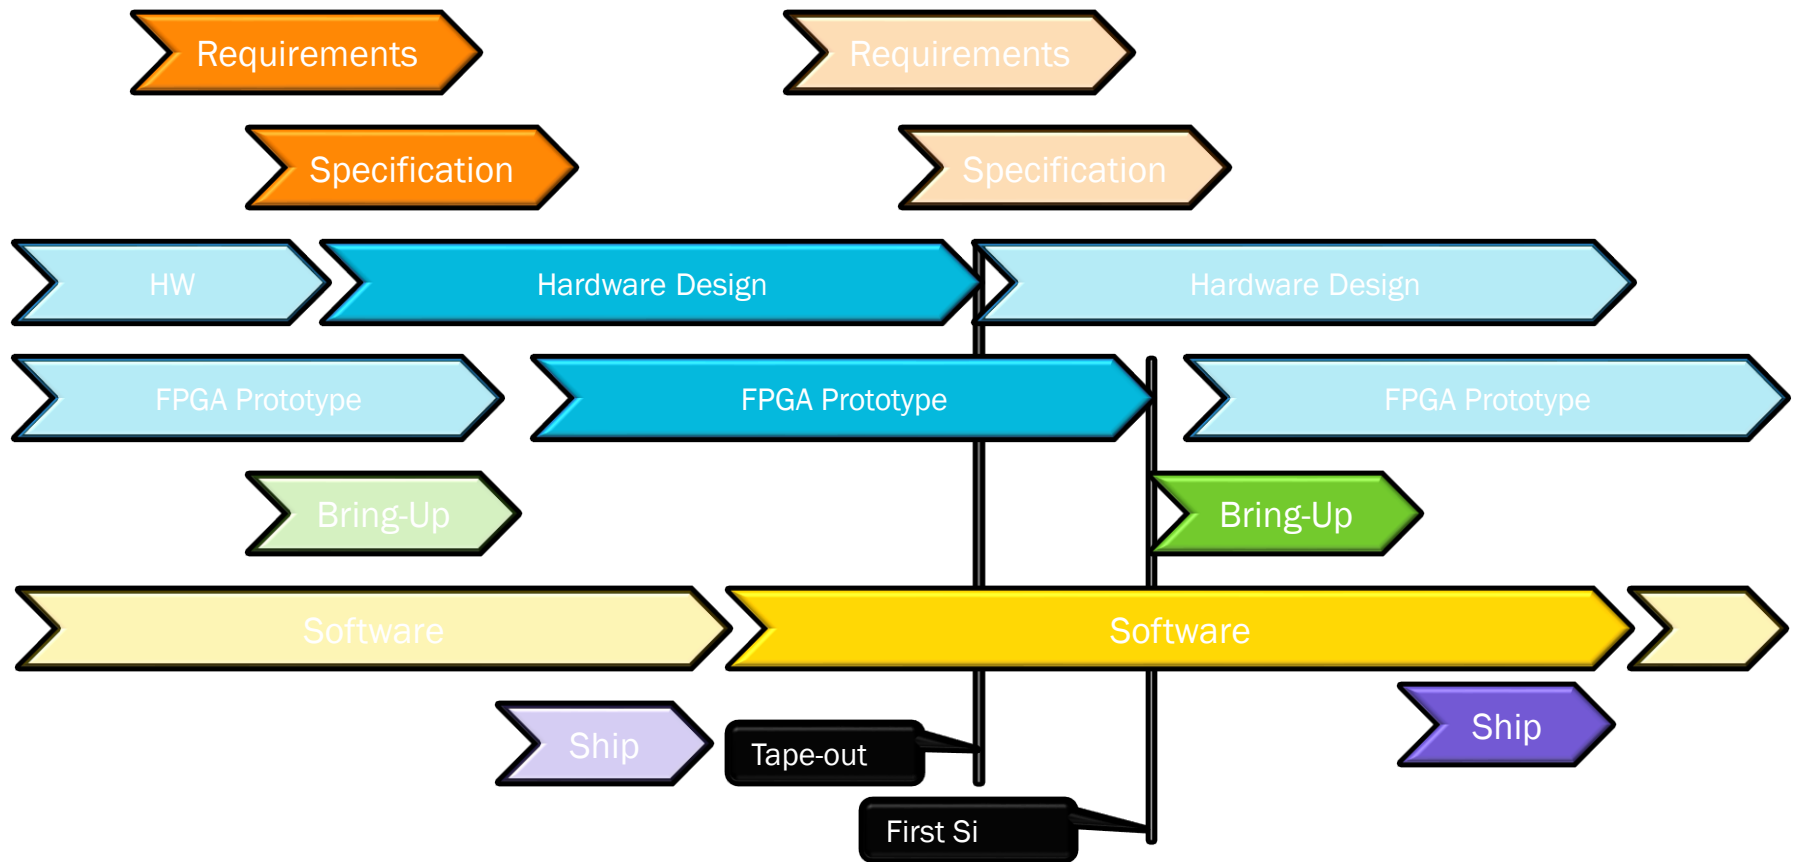 Requirements
Requirements
Specification
Specification
HW
Hardware Design
Hardware Design
FPGA Prototype
FPGA Prototype
FPGA Prototype
Bring-Up
Bring-Up
Software
Software
Ship
Ship
Tape-out
First Si